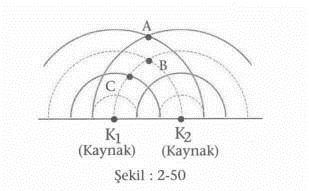 A
B
C
K1 K2
(Kaynak) (Kaynak)
Şekil : 2-50